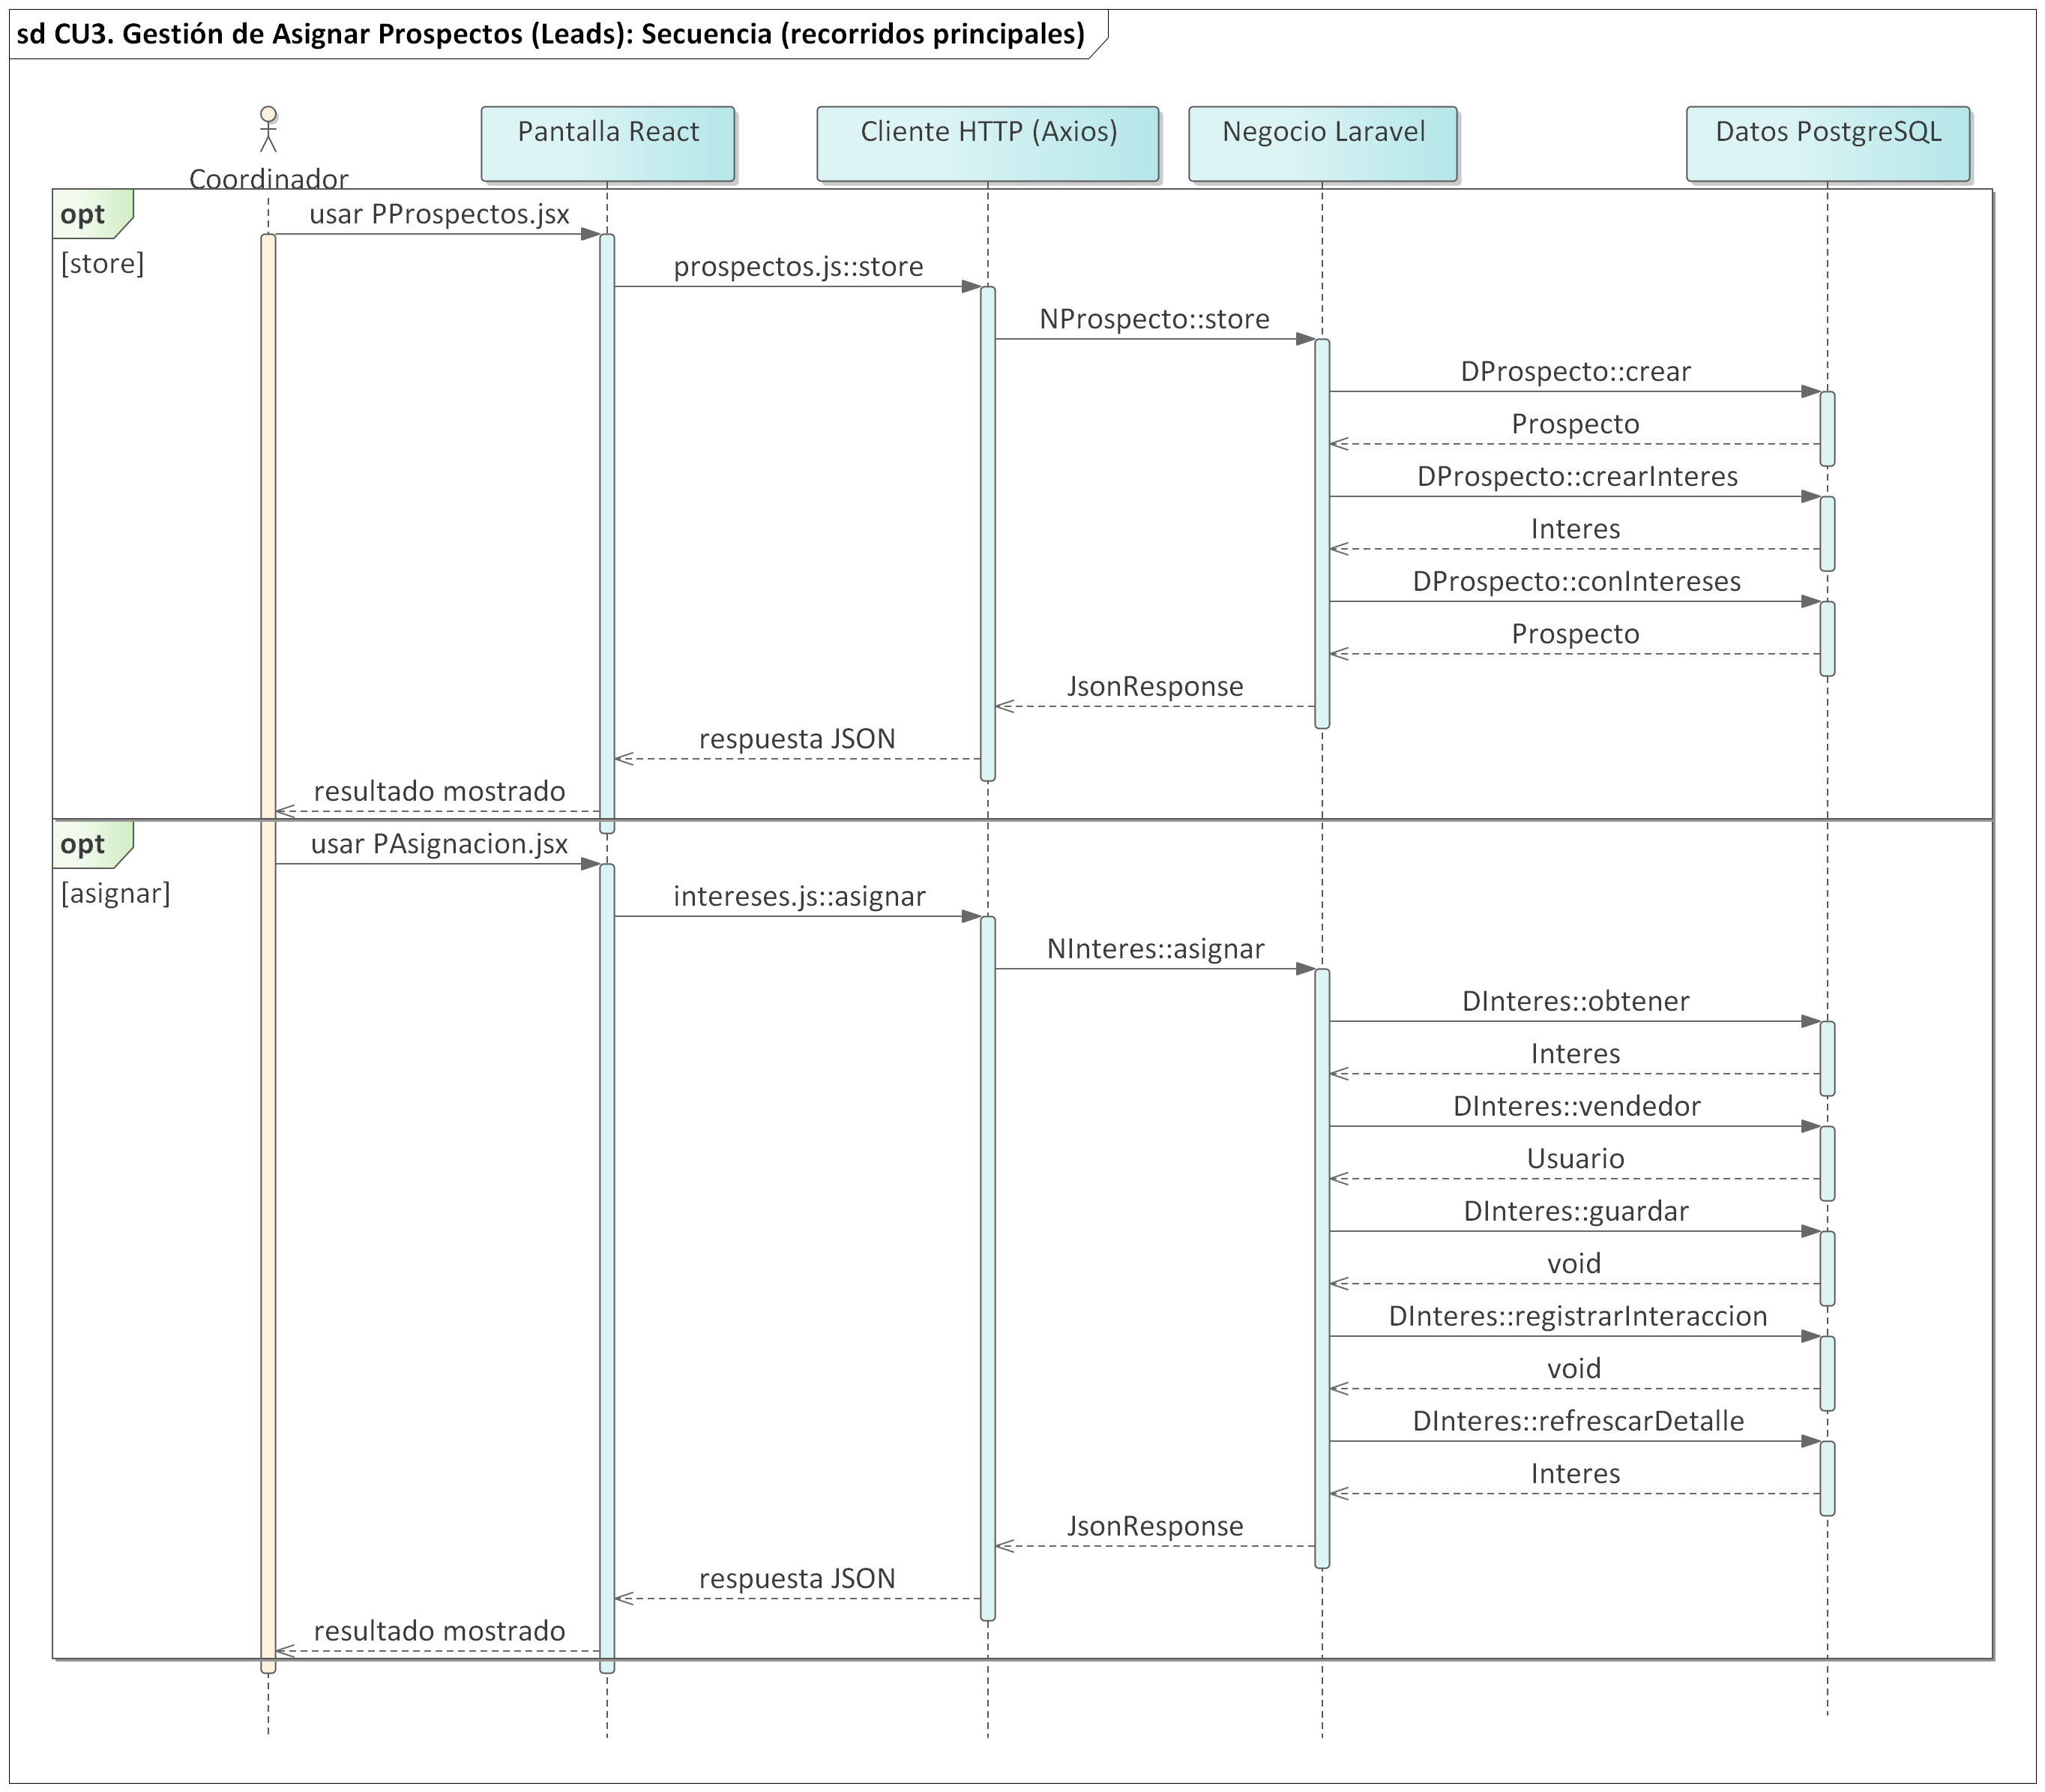 sd CU3. Gestión de Asignar Prospectos (Leads): Secuencia (recorridos principales)
Coordinador
Pantalla React
Cliente HTTP (Axios)
Negocio Laravel
Datos PostgreSQL
opt
[store]
usar PProspectos.jsx
prospectos.js::store
NProspecto::store
DProspecto::crear
Prospecto
DProspecto::crearInteres
Interes
DProspecto::conIntereses
Prospecto
JsonResponse
respuesta JSON
resultado mostrado
opt
[asignar]
usar PAsignacion.jsx
intereses.js::asignar
NInteres::asignar
DInteres::obtener
Interes
DInteres::vendedor
Usuario
DInteres::guardar
void
DInteres::registrarInteraccion
void
DInteres::refrescarDetalle
Interes
JsonResponse
respuesta JSON
resultado mostrado